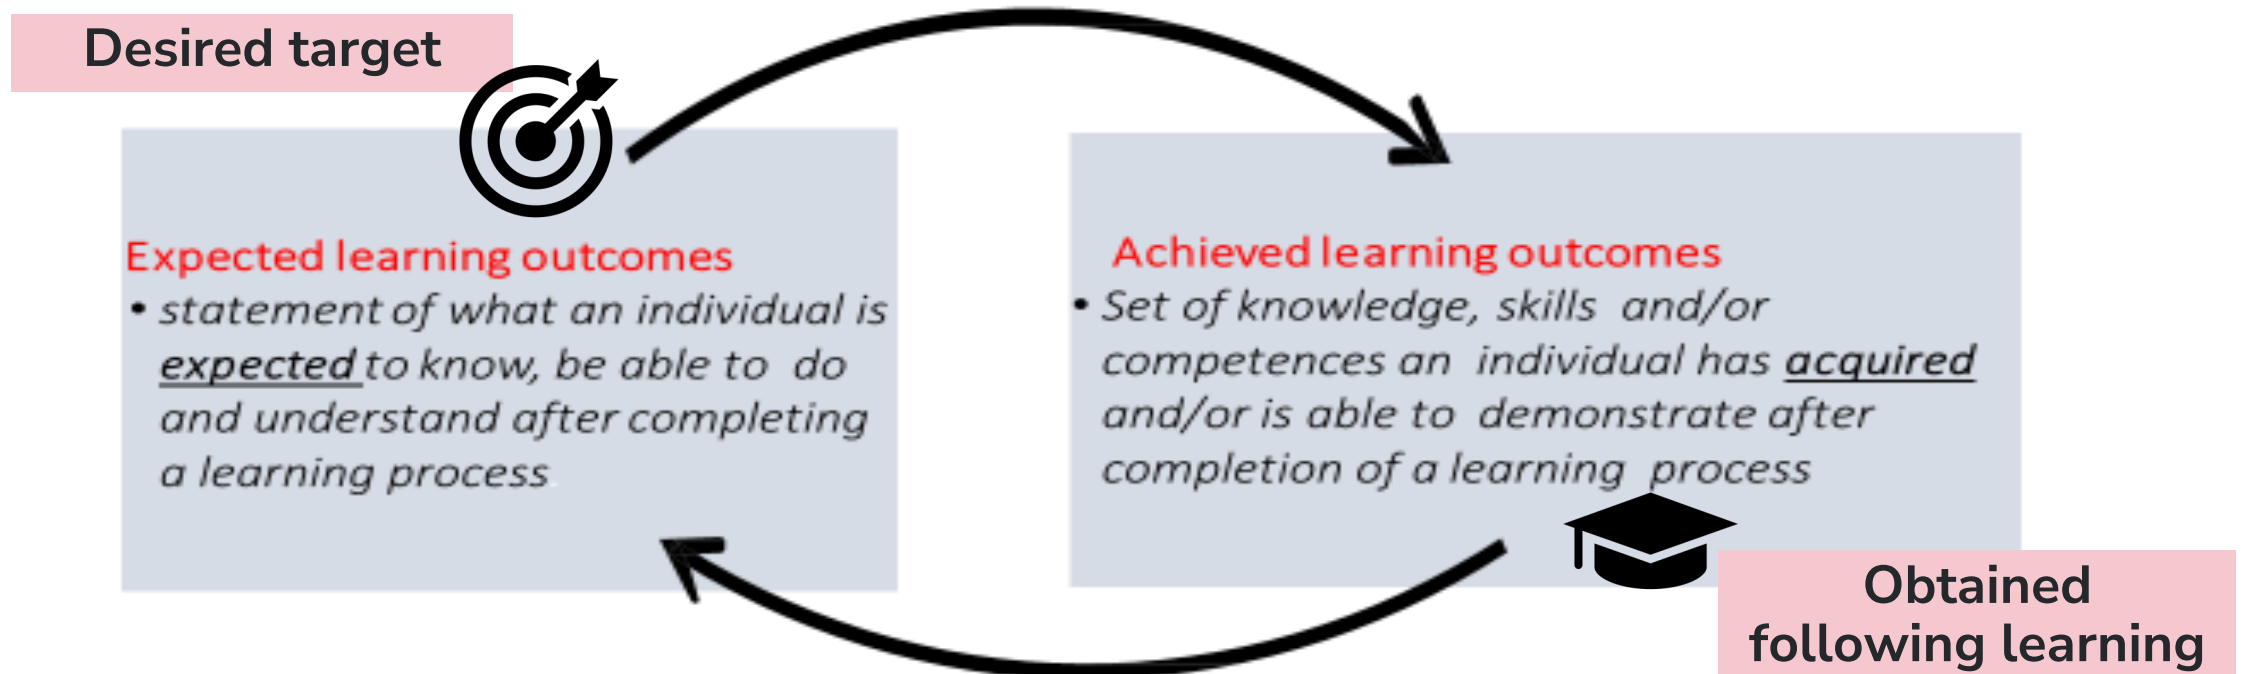 Desired target
Expected learning outcomes
• statement of what an individual is
expected to know, be able to do
and understand after completing
a learning process.
Achieved learning outcomes
• Set of knowledge, skills and/or
competences an individual has acquired
and/or is able to demonstrate after
completion of a learning process
Obtained
following learning